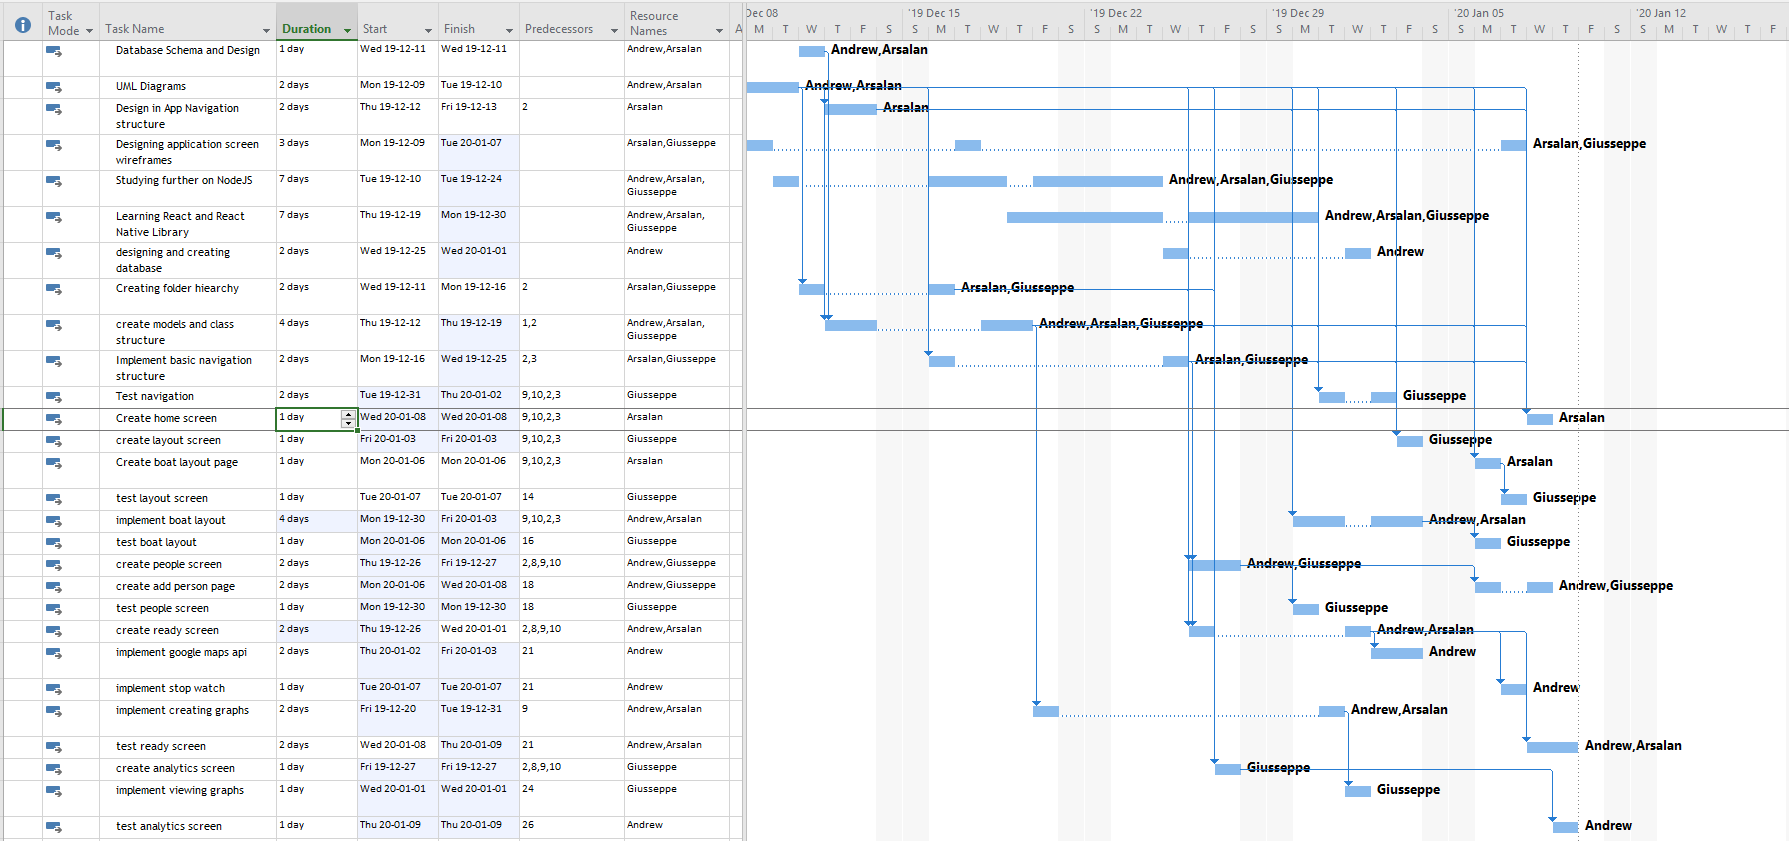 Task Mode Task Name Duration Start Finish Predecessors Resource Names A
Dec 08 '19 Dec 15 '19 Dec 22 '19 Dec 29 '20 Jan 05 '20 Jan 12
M T W T F S S M T W T F S S M T W T F S S M T W T F S S M T W T F S S M T W T F
Database Schema and Design 1 day Wed 19-12-11 Wed 19-12-11 Andrew,Arsalan Andrew,Arsalan
UML Diagrams 2 days Mon 19-12-09 Tue 19-12-10 Andrew,Arsalan Andrew,Arsalan
Design in App Navigation structure 2 days Thu 19-12-12 Fri 19-12-13 2 Arsalan Arsalan
Designing application screen wireframes 3 days Mon 19-12-09 Tue 20-01-07 Arsalan,Giusseppe Arsalan,Giusseppe
Studying further on NodeJS 7 days Tue 19-12-10 Tue 19-12-24 Andrew,Arsalan,Giusseppe Andrew,Arsalan,Giusseppe
Learning React and React Native Library 7 days Thu 19-12-19 Mon 19-12-30 Andrew,Arsalan,Giusseppe Andrew,Arsalan,Giusseppe
designing and creating database 2 days Wed 19-12-25 Wed 20-01-01 Andrew Andrew
Creating folder hiearchy 2 days Wed 19-12-11 Mon 19-12-16 2 Arsalan,Giusseppe Arsalan,Giusseppe
create models and class structure 4 days Thu 19-12-12 Thu 19-12-19 1,2 Andrew,Arsalan,Giusseppe Andrew,Arsalan,Giusseppe
Implement basic navigation structure 2 days Mon 19-12-16 Wed 19-12-25 2,3 Arsalan,Giusseppe Arsalan,Giusseppe
Test navigation 2 days Tue 19-12-31 Thu 20-01-02 9,10,2,3 Giusseppe Giusseppe
Create home screen 1 day Wed 20-01-08 Wed 20-01-08 9,10,2,3 Arsalan Arsalan
create layout screen 1 day Fri 20-01-03 Fri 20-01-03 9,10,2,3 Giusseppe Giusseppe
Create boat layout page 1 day Mon 20-01-06 Mon 20-01-06 9,10,2,3 Arsalan Arsalan
test layout screen 1 day Tue 20-01-07 Tue 20-01-07 14 Giusseppe Giusseppe
implement boat layout 4 days Mon 19-12-30 Fri 20-01-03 9,10,2,3 Andrew,Arsalan Andrew,Arsalan
test boat layout 1 day Mon 20-01-06 Mon 20-01-06 16 Giusseppe Giusseppe
create people screen 2 days Thu 19-12-26 Fri 19-12-27 2,8,9,10 Andrew,Giusseppe Andrew,Giusseppe
create add person page 2 days Mon 20-01-06 Wed 20-01-08 18 Andrew,Giusseppe Andrew,Giusseppe
test people screen 1 day Mon 19-12-30 Mon 19-12-30 18 Giusseppe Giusseppe
create ready screen 2 days Thu 19-12-26 Wed 20-01-01 2,8,9,10 Andrew,Arsalan Andrew,Arsalan
implement google maps api 2 days Thu 20-01-02 Fri 20-01-03 21 Andrew Andrew
implement stop watch 1 day Tue 20-01-07 Tue 20-01-07 21 Andrew Andrew
implement creating graphs 2 days Fri 19-12-20 Tue 19-12-31 9 Andrew,Arsalan Andrew,Arsalan
test ready screen 2 days Wed 20-01-08 Thu 20-01-09 21 Andrew,Arsalan Andrew,Arsalan
create analytics screen 1 day Fri 19-12-27 Fri 19-12-27 2,8,9,10 Giusseppe Giusseppe
implement viewing graphs 1 day Wed 20-01-01 Wed 20-01-01 24 Giusseppe Giusseppe
test analytics screen 1 day Thu 20-01-09 Thu 20-01-09 26 Andrew Andrew